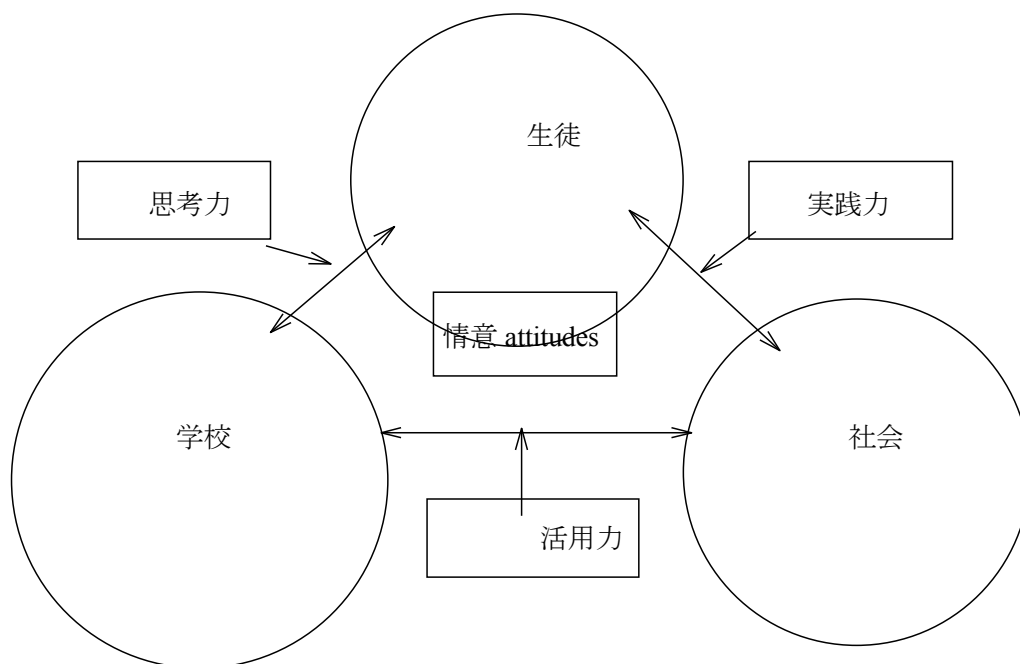 生徒
思考力
実践力
情意 attitudes
学校
社会
活用力